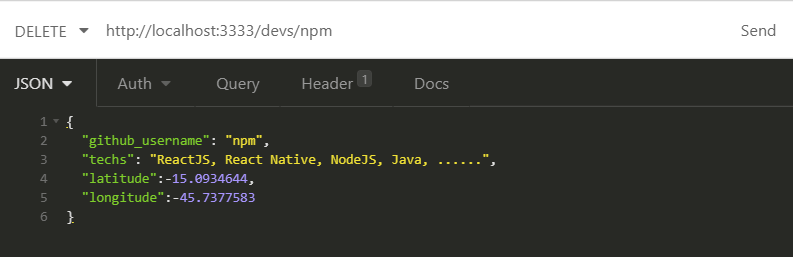 DELETE http://localhost:3333/devs/npm Send
JSON Auth Query Header 1 Docs
1 {
2 "github_username": "npm",
3 "techs": "ReactJS, React Native, NodeJS, Java, ......",
4 "latitude":-15.0934644,
5 "longitude":-45.7377583
6 }